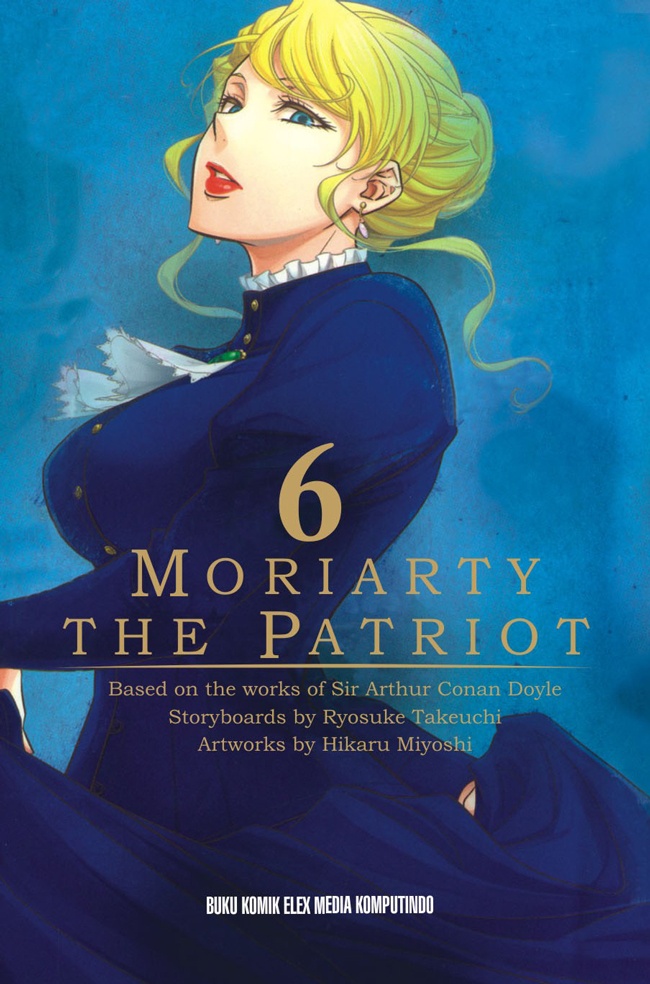 6
MORIARTY
THE PATRIOT
Based on the works of Sir Arthur Conan Doyle
Storyboards by Ryosuke Takeuchi
Artworks by Hikaru Miyoshi
BUKU KOMIK ELEX MEDIA KOMPUTINDO